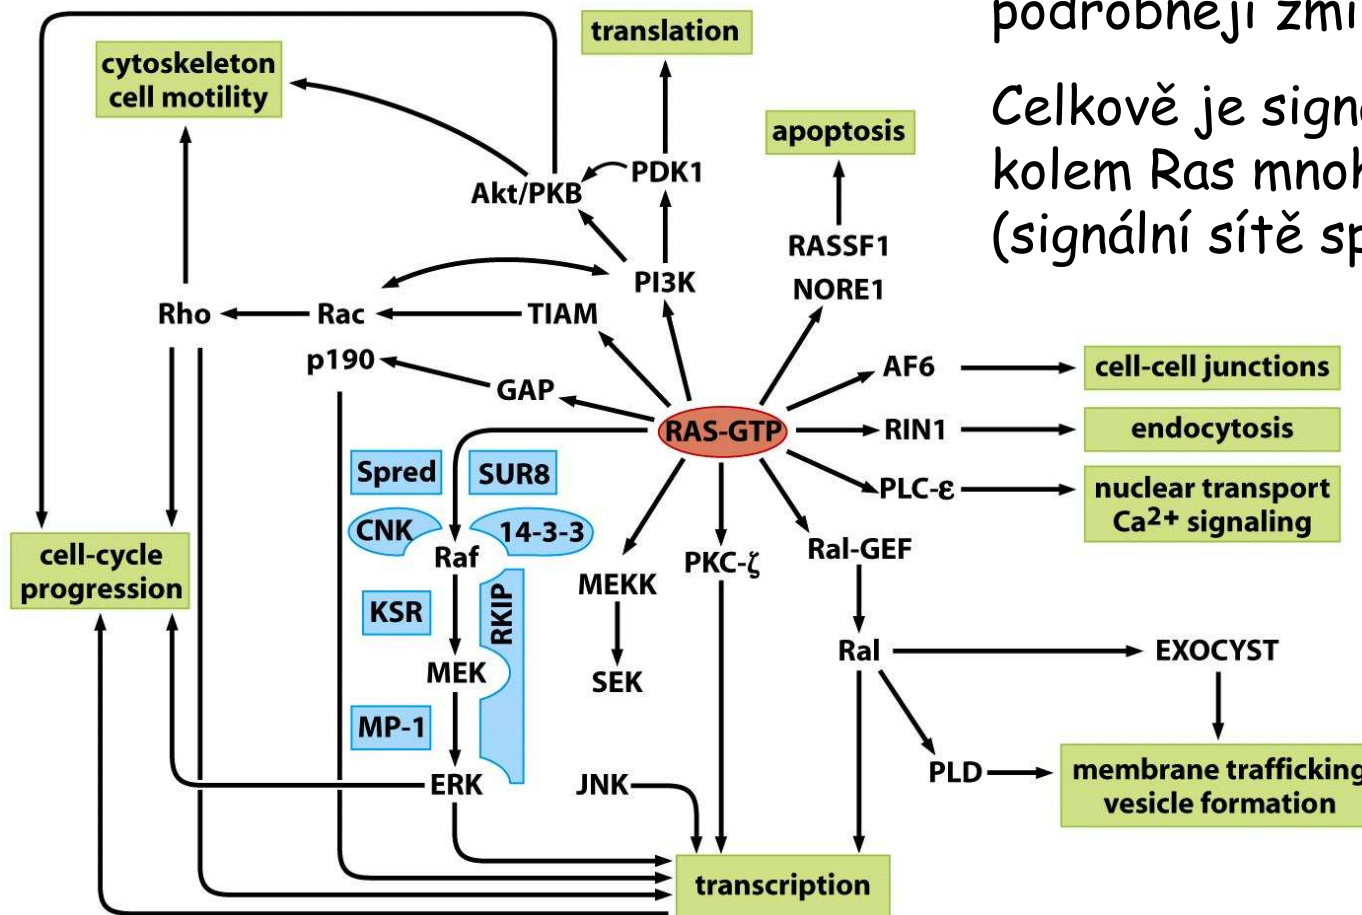 podrobněji zmí
Celkově je signá
kolem Ras mnoh
(signální sítě sp
translation
cytoskeleton
cell motility
apoptosis
PDK1
Akt/PKB
RASSF1
NORE1
PI3K
Rho
Rac
TIAM
p190
GAP
AF6
cell-cell junctions
RAS-GTP
RIN1
endocytosis
Spred
SUR8
PLC-ε
nuclear transport
Ca2+ signaling
CNK
14-3-3
Raf
cell-cycle
progression
Ral-GEF
PKC-ζ
MEKK
KSR
RKIP
Ral
EXOCYST
MEK
SEK
MP-1
ERK
JNK
PLD
membrane trafficking
vesicle formation
transcription